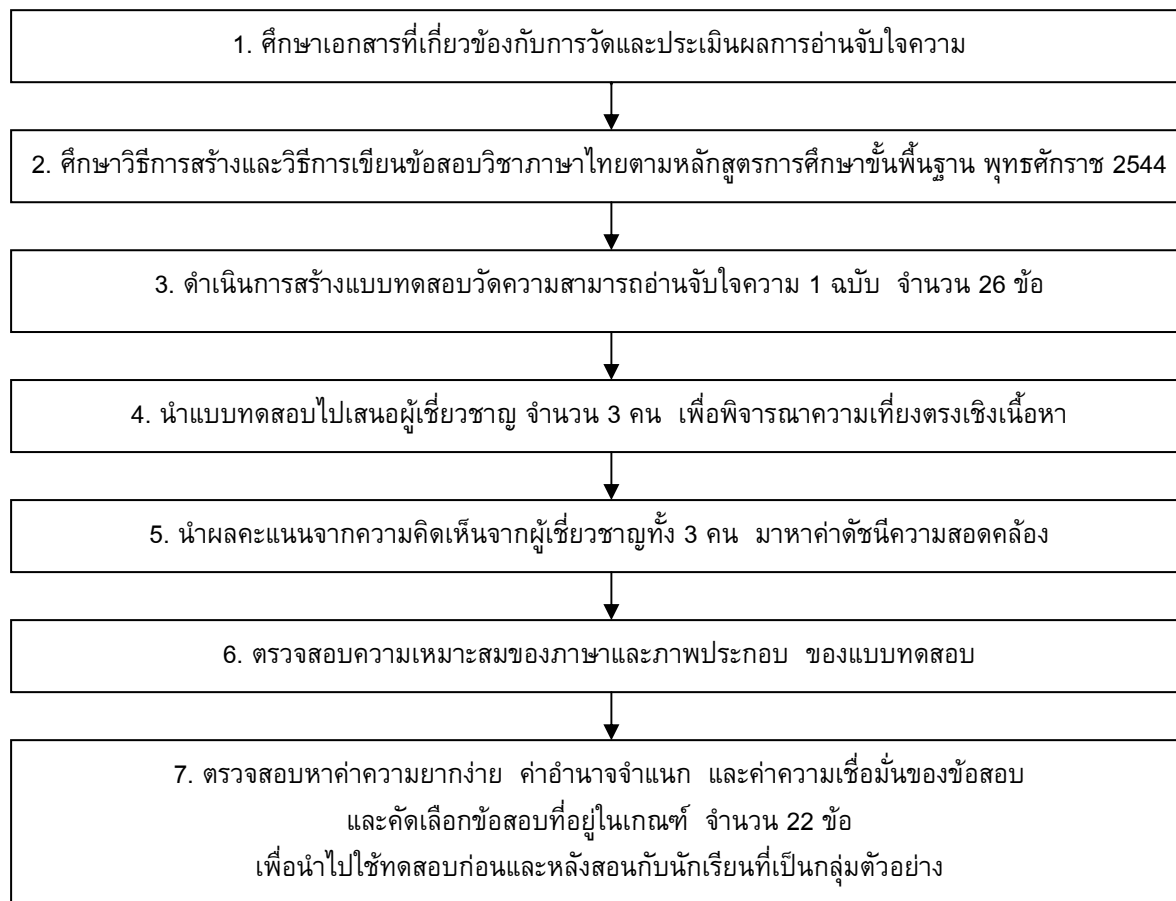 1. ศึกษาเอกสารที่เกี่ยวข้องกับการวัดและประเมินผลการอ่านจับใจความ
2. ศึกษาวิธีการสร้างและวิธีการเขียนข้อสอบวิชาภาษาไทยตามหลักสูตรการศึกษาขั้นพื้นฐาน พุทธศักราช 2544
3. ดำเนินการสร้างแบบทดสอบวัดความสามารถอ่านจับใจความ 1 ฉบับ จำนวน 26 ข้อ
4. นำแบบทดสอบไปเสนอผู้เชี่ยวชาญ จำนวน 3 คน เพื่อพิจารณาความเที่ยงตรงเชิงเนื้อหา
5. นำผลคะแนนจากความคิดเห็นจากผู้เชี่ยวชาญทั้ง 3 คน มาหาค่าดัชนีความสอดคล้อง
6. ตรวจสอบความเหมาะสมของภาษาและภาพประกอบ ของแบบทดสอบ
7. ตรวจสอบหาค่าความยากง่าย ค่าอำนาจจำแนก และค่าความเชื่อมั่นของข้อสอบ
และคัดเลือกข้อสอบที่อยู่ในเกณฑ์ จำนวน 22 ข้อ
เพื่อนำไปใช้ทดสอบก่อนและหลังสอนกับนักเรียนที่เป็นกลุ่มตัวอย่าง